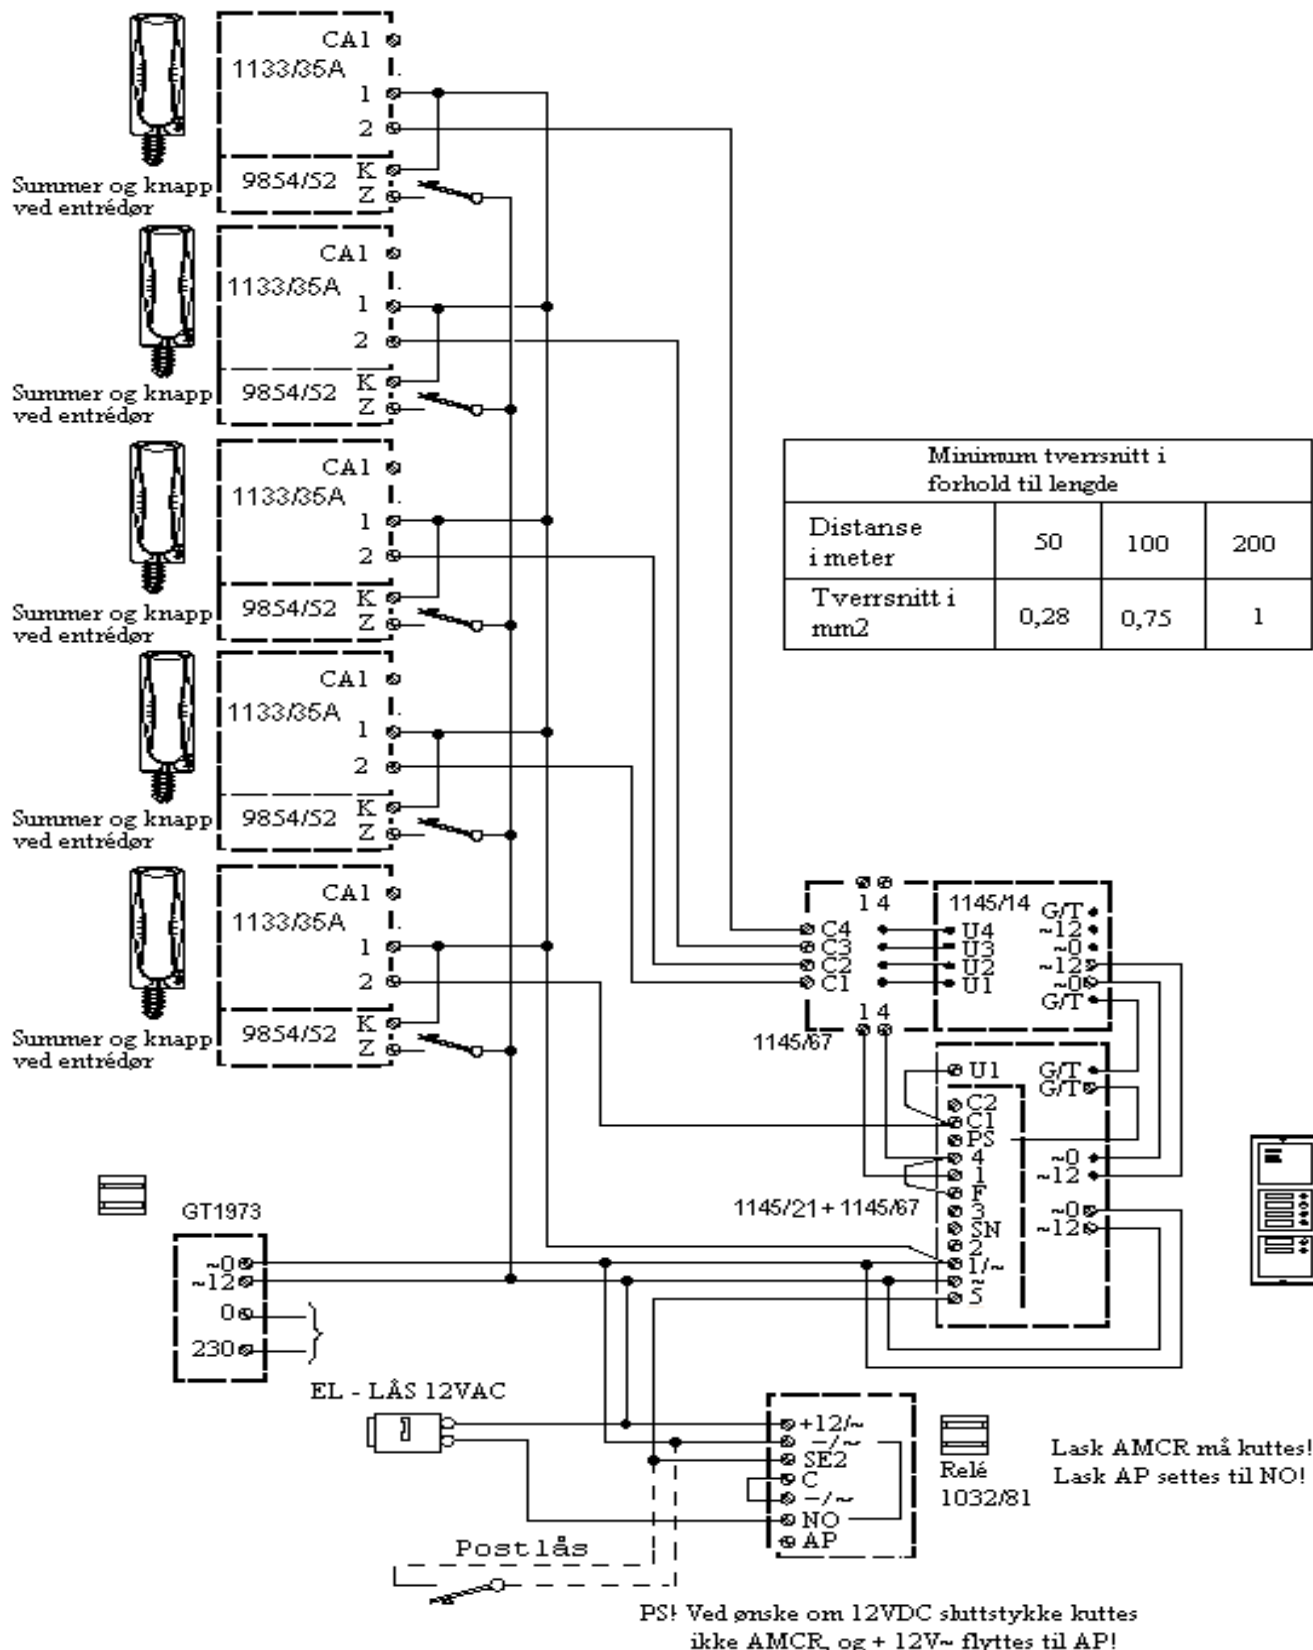 CA1
1133/35A
1
2
K
9854/52
Z
Summer og knapp
ved entrédør
CA1
1133/35A
1
2
K
9854/52
Z
Summer og knapp
ved entrédør
CA1
1133/35A
1
2
K
9854/52
Z
Summer og knapp
ved entrédør
CA1
1133/35A
1
2
K
9854/52
Z
Summer og knapp
ved entrédør
CA1
1133/35A
1
2
K
9854/52
Z
Summer og knapp
ved entrédør
Minimum tverrsnitt i
forhold til lengde
Distanse
i meter
50
100
200
Tverrsnitt i
mm2
0,28
0,75
1
1 4
C4
C3
C2
C1
1 4
1145/67
1145/14
U4
U3
U2
U1
G/T
~12
~0
~12
~0
G/T
U1
C2
C1
PS
4
1
F
3
SN
2
1/~
~
5
G/T
G/T
~0
~12
~0
~12
1145/21 + 1145/67
GT1973
~0
~12
0
230
EL - LÅS 12VAC
+12/~
-/~
SE2
C
-/~
NO
AP
Relé
1032/81
Lask AMCR må kuttes!
Lask AP settes til NO!
Postlås
PS! Ved ønske om 12VDC sluttstykke kuttes
ikke AMCR, og + 12V~ flyttes til AP!